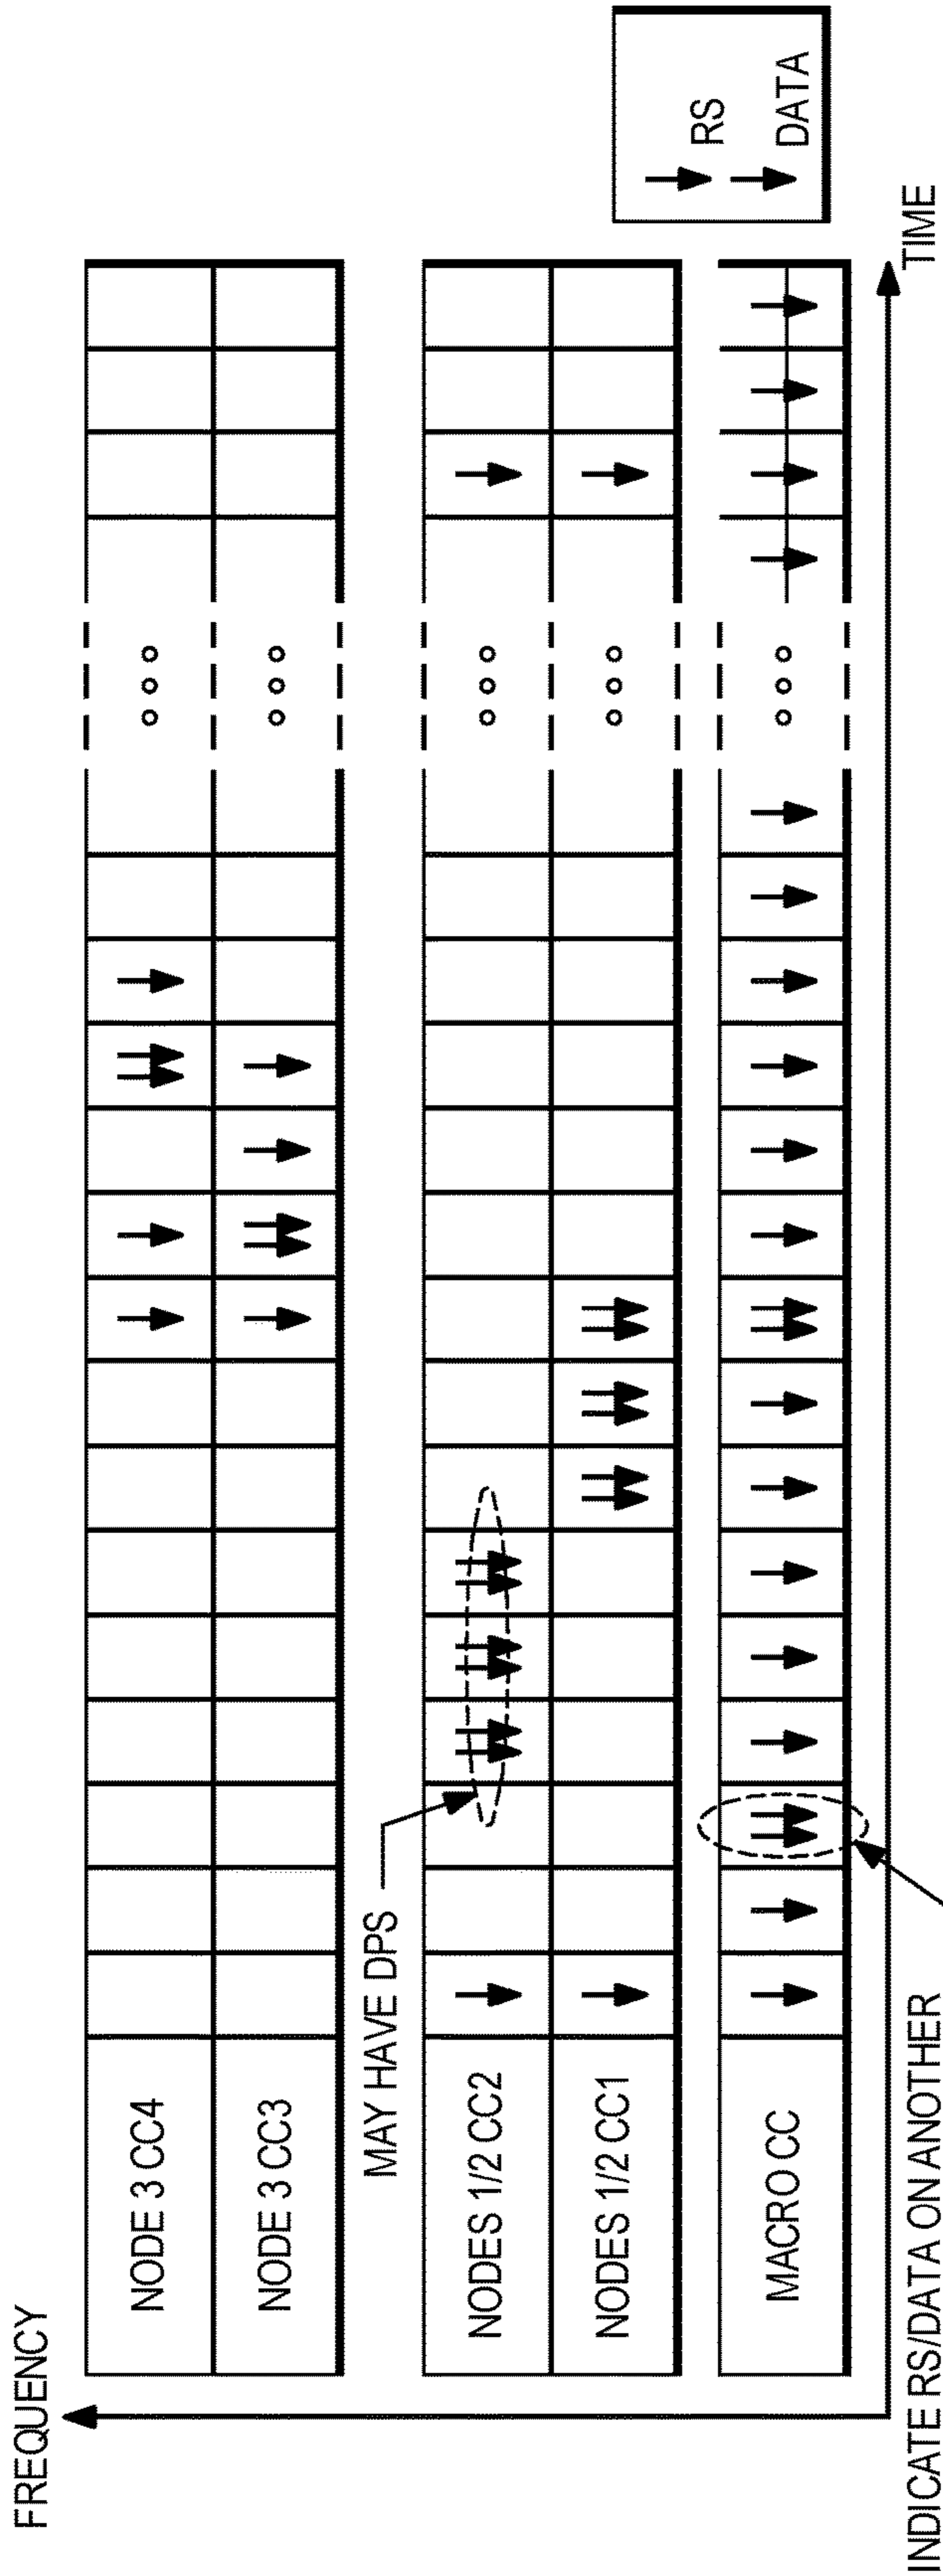 FREQUENCY
NODE 3 CC4
NODE 3 CC3
MAY HAVE DPS
NODES 1/2 CC2
NODES 1/2 CC1
MACRO CC
RS
DATA
TIME
INDICATE RS/DATA ON ANOTHER